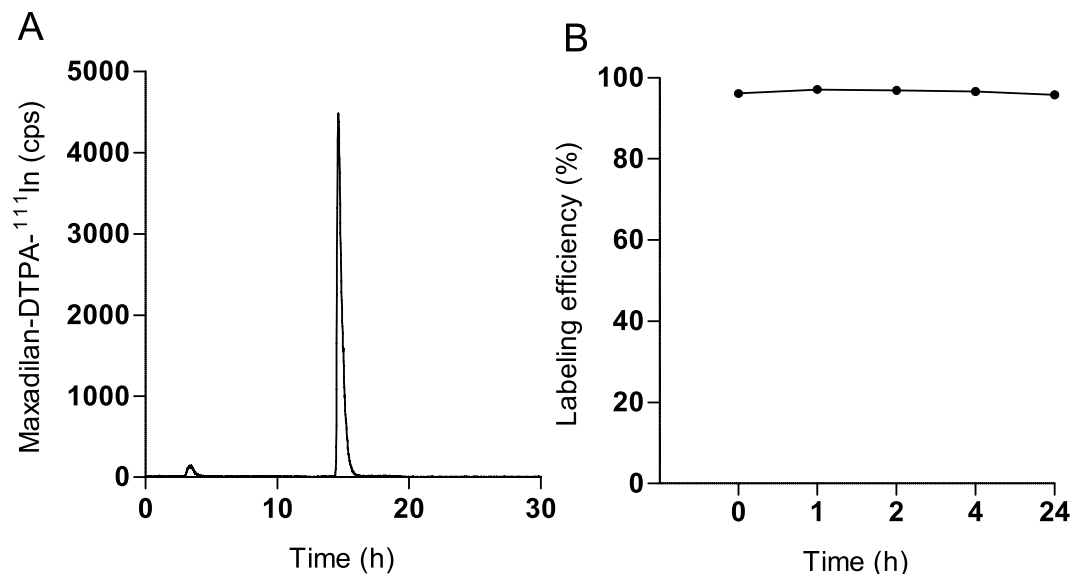 A
Maxadilan-DTPA-¹¹¹In (cps)
5000
4000
3000
2000
1000
0
0 10 20 30
Time (h)
B
Labeling efficiency (%)
100
80
60
40
20
0
0 1 2 4 24
Time (h)